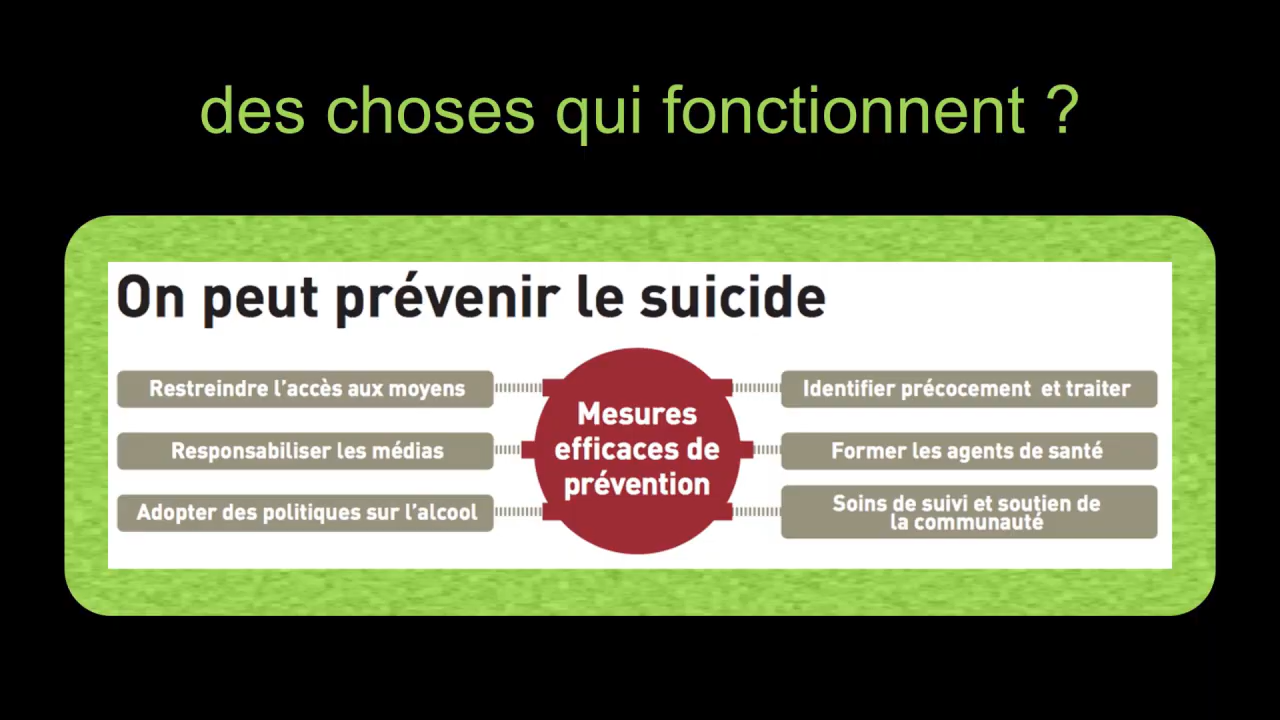 des choses qui fonctionnent ?
On peut prévenir le suicide
Restreindre l'accès aux moyens
Responsabiliser les médias
Adopter des politiques sur l'alcool
Mesures
efficaces de
prévention
Identifier précocement et traiter
Former les agents de santé
Soins de suivi et soutien de
la communauté